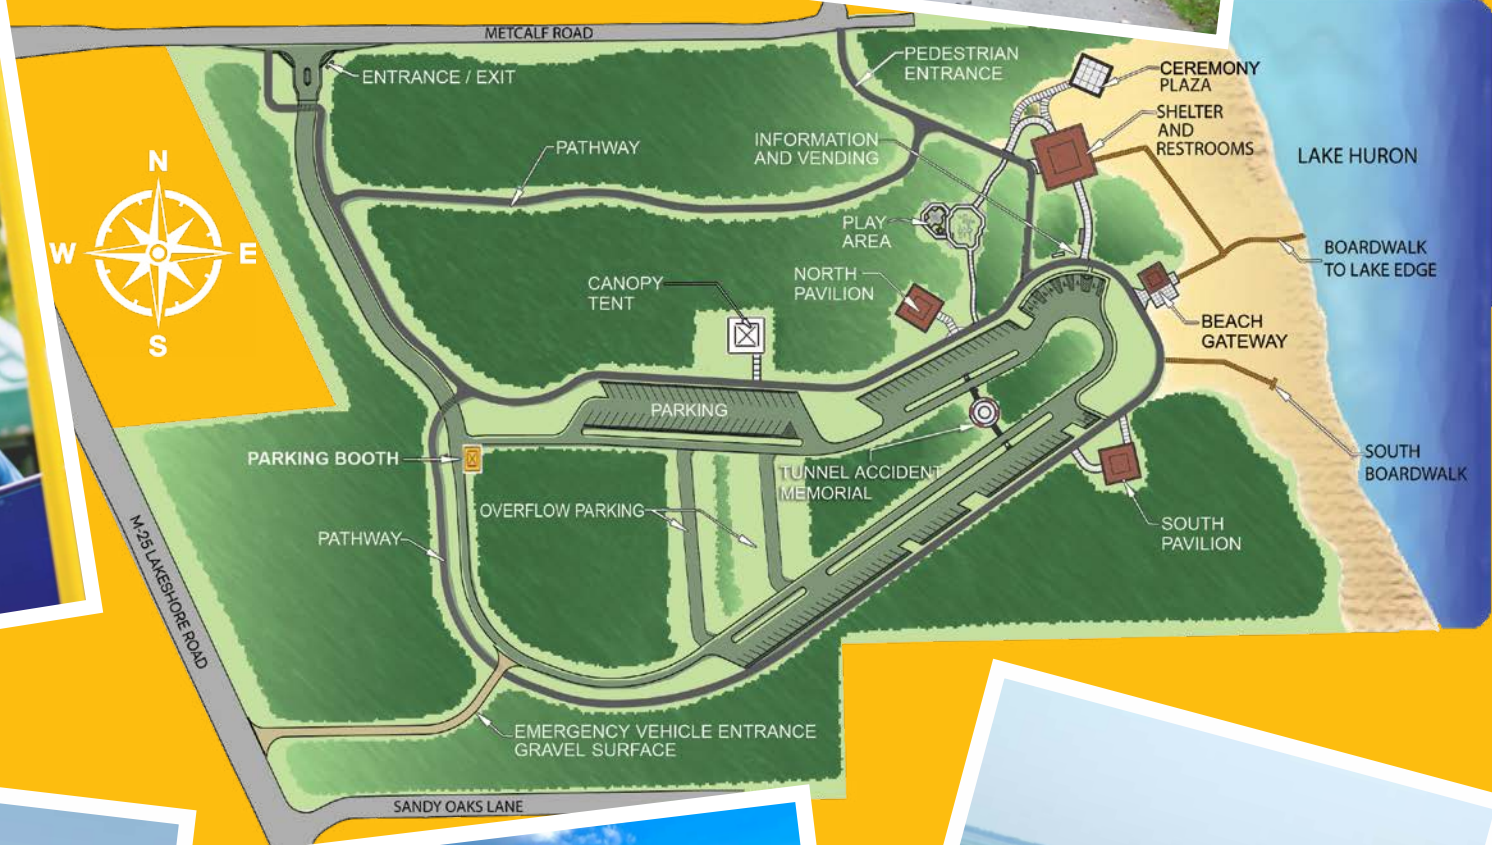 METCALF ROAD
ENTRANCE / EXIT
PEDESTRIAN
ENTRANCE
CEREMONY
PLAZA
SHELTER
AND
RESTROOMS
INFORMATION
AND VENDING
PATHWAY
LAKE HURON
N
W
E
S
PLAY
AREA
BOARDWALK
TO LAKE EDGE
CANOPY
TENT
NORTH
PAVILION
BEACH
GATEWAY
PARKING
PARKING BOOTH
TUNNEL ACCIDENT
MEMORIAL
SOUTH
BOARDWALK
OVERFLOW PARKING
PATHWAY
SOUTH
PAVILION
M-25 LAKESHORE ROAD
EMERGENCY VEHICLE ENTRANCE
GRAVEL SURFACE
SANDY OAKS LANE